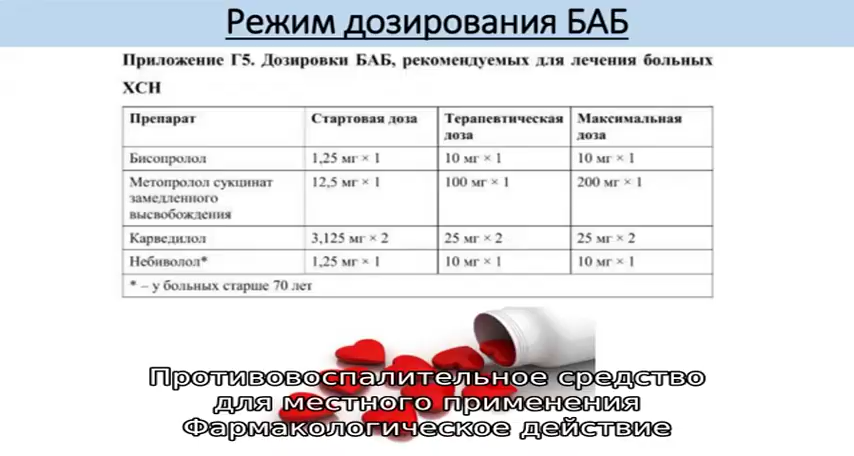 Режим дозирования БАБ
Приложение Г5. Дозировки БАБ, рекомендуемых для лечения больных
ХСН
Препарат Стартовая доза Терапевтическая доза Максимальная доза
Бисопролол 1,25 мг × 1 10 мг × 1 10 мг × 1
Метопролол сукцинат замедленного высвобождения 12,5 мг × 1 100 мг × 1 200 мг × 1
Карведилол 3,125 мг × 2 25 мг × 2 25 мг × 2
Небиволол* 1,25 мг × 1 10 мг × 1 10 мг × 1
* – у больных старше 70 лет
Противовоспалительное средство
для местного применения
Фармакологическое действие